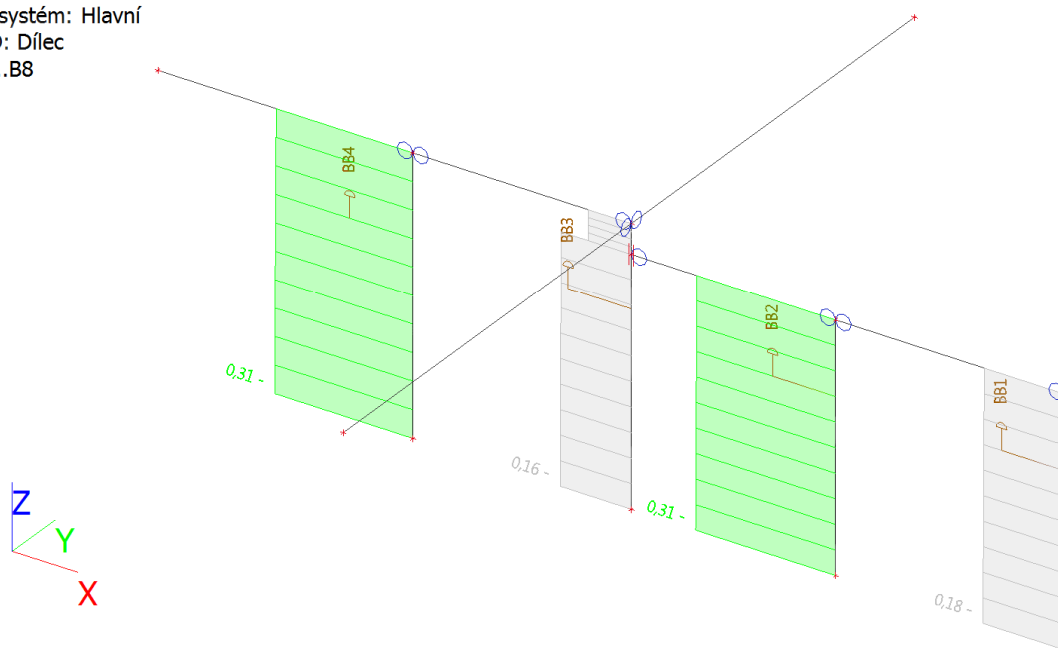 systém: Hlavní
: Dílec
.B8
BB4
BB3
BB2
BB1
0,31 -
0,16 -
0,31 -
0,18 -
Z
Y
X